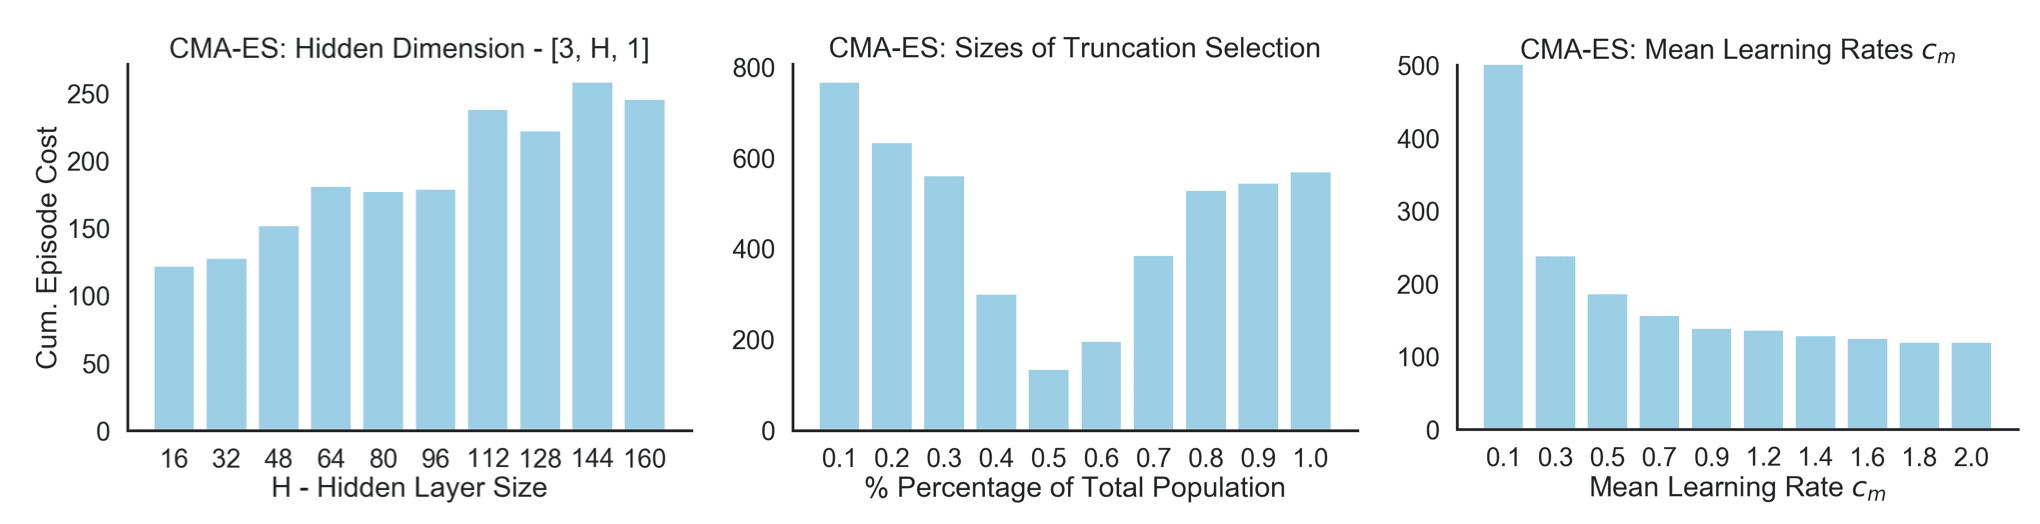 CMA-ES: Hidden Dimension - [3, H, 1]
Cum. Episode Cost
250
200
150
100
50
0
16 32 48 64 80 96 112 128 144 160
H - Hidden Layer Size
CMA-ES: Sizes of Truncation Selection
800
600
400
200
0
0.1 0.2 0.3 0.4 0.5 0.6 0.7 0.8 0.9 1.0
% Percentage of Total Population
CMA-ES: Mean Learning Rates cm
500
400
300
200
100
0
0.1 0.3 0.5 0.7 0.9 1.2 1.4 1.6 1.8 2.0
Mean Learning Rate cm